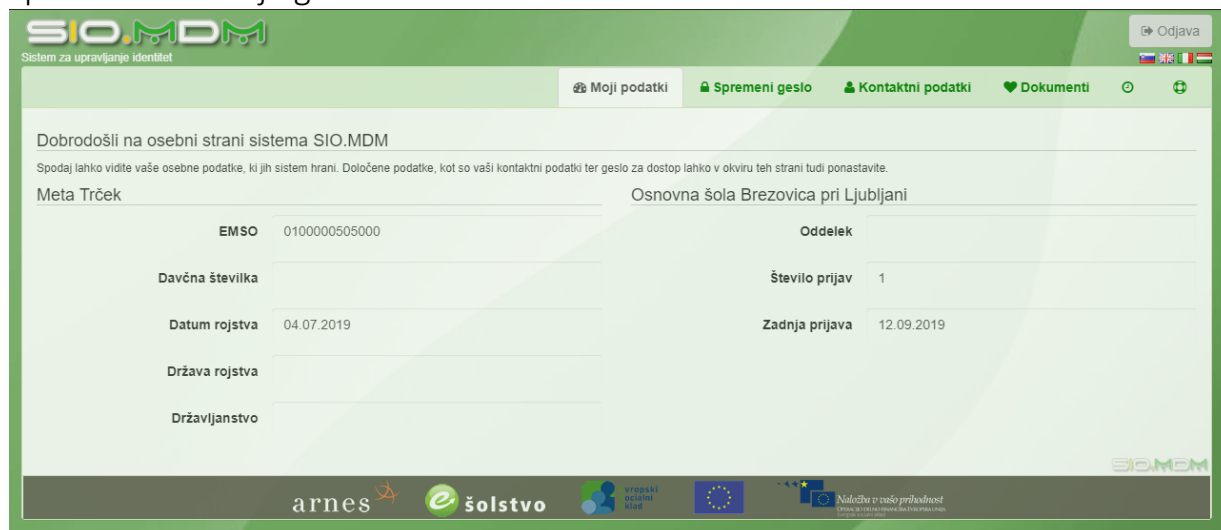 SIO.MDM
Sistem za upravljanje identitet
Odjava
Moji podatki
Spremeni geslo
Kontaktni podatki
Dokumenti
Dobrodošli na osebni strani sistema SIO.MDM
Spodaj lahko vidite vaše osebne podatke, ki jih sistem hrani. Določene podatke, kot so vaši kontaktni podatki ter geslo za dostop lahko v okviru teh strani tudi ponastavite.
Meta Trček
EMSO 0100000505000
Davčna številka
Datum rojstva 04.07.2019
Država rojstva
Državljanstvo
Osnovna šola Brezovica pri Ljubljani
Oddelek
Število prijav 1
Zadnja prijava 12.09.2019
SIO.MDM
arnes
e šolstvo
vropski
ocialni
klad
Naložba v vašo prihodnost